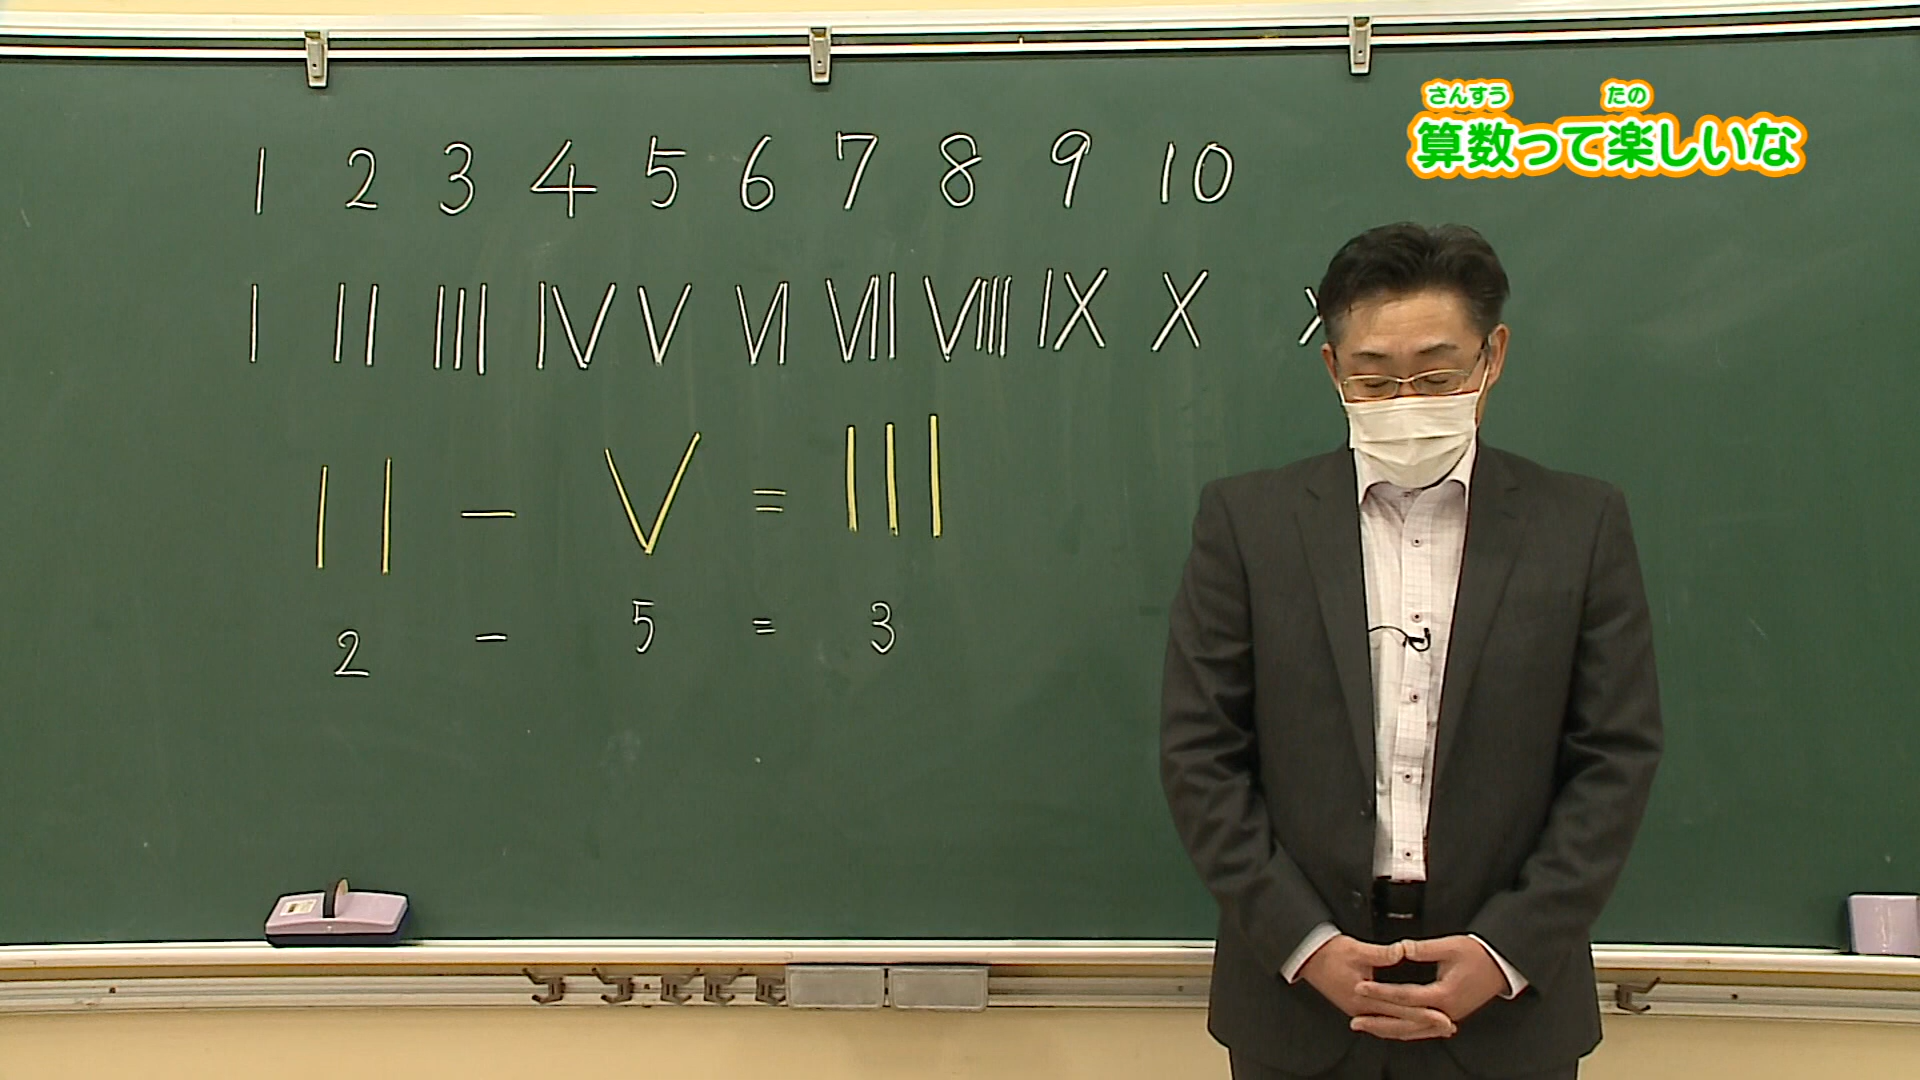 さんすう たの
算数って楽しいな
1 2 3 4 5 6 7 8 9 10
I II III IV V VI VII VIII IX X
II − V = III
2 − 5 = 3